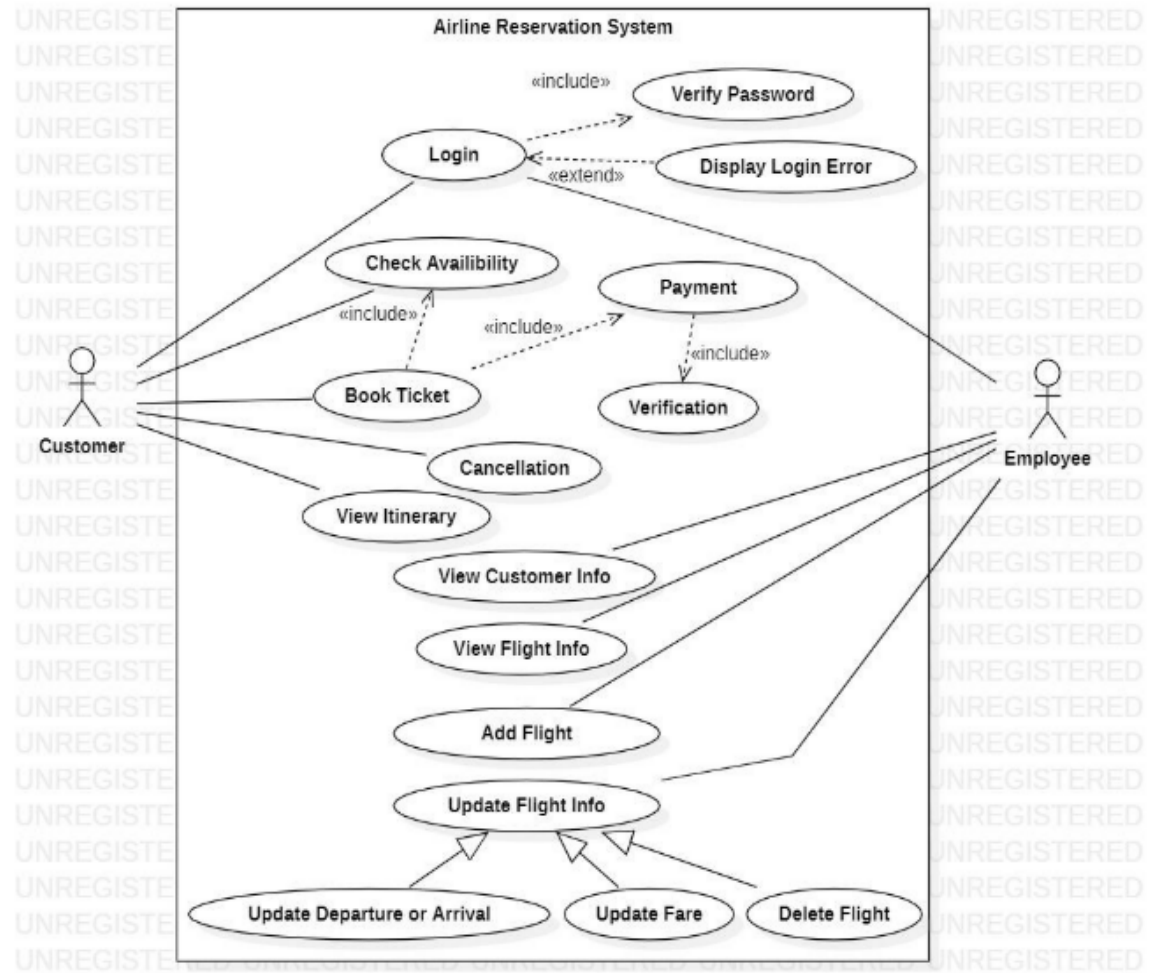 Airline Reservation System
«include»
Verify Password
Login
Display Login Error
«extend»
Check Availibility
Payment
«include»
«include»
«include»
Book Ticket
Verification
Customer
Employee
Cancellation
View Itinerary
View Customer Info
View Flight Info
Add Flight
Update Flight Info
Update Departure or Arrival
Update Fare
Delete Flight
UNREGISTERED